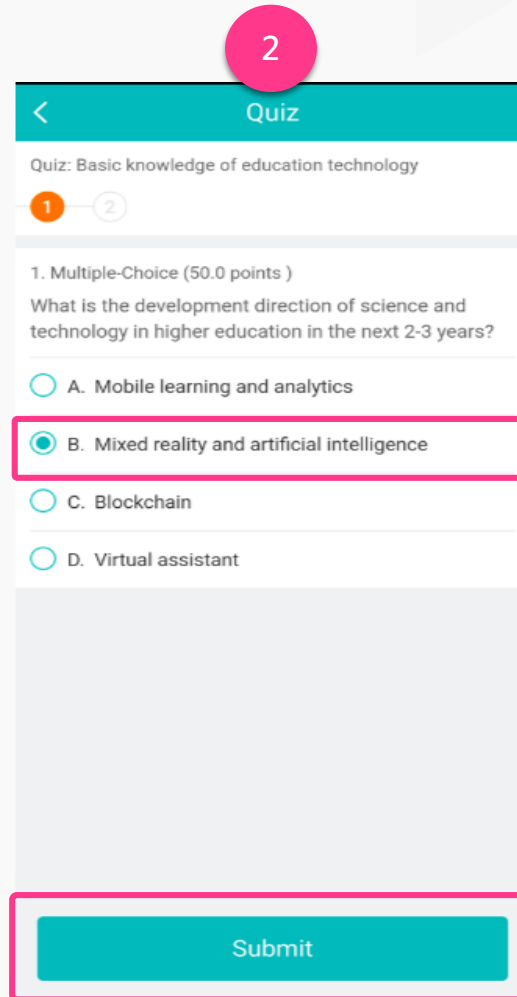 2
Quiz
Quiz: Basic knowledge of education technology
1 2
1. Multiple-Choice (50.0 points )
What is the development direction of science and
technology in higher education in the next 2-3 years?
A. Mobile learning and analytics
B. Mixed reality and artificial intelligence
C. Blockchain
D. Virtual assistant
Submit